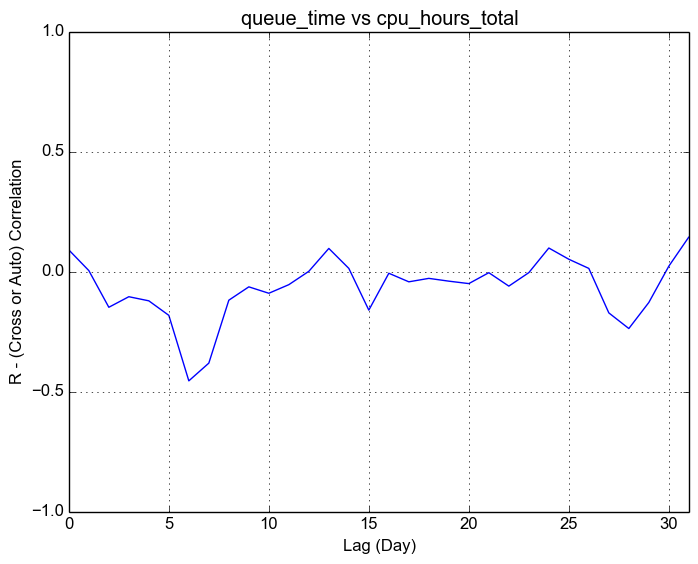 queue_time vs cpu_hours_total
1.0
0.5
0.0
−0.5
−1.0
R - (Cross or Auto) Correlation
0 5 10 15 20 25 30
Lag (Day)